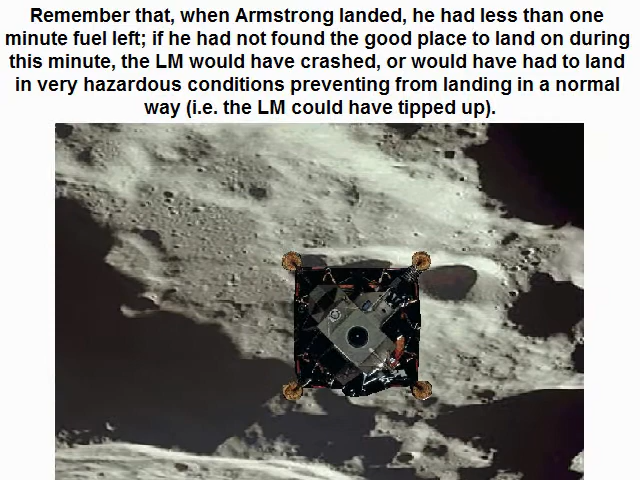 Remember that, when Armstrong landed, he had less than one
minute fuel left; if he had not found the good place to land on during
this minute, the LM would have crashed, or would have had to land
in very hazardous conditions preventing from landing in a normal
way (i.e. the LM could have tipped up).